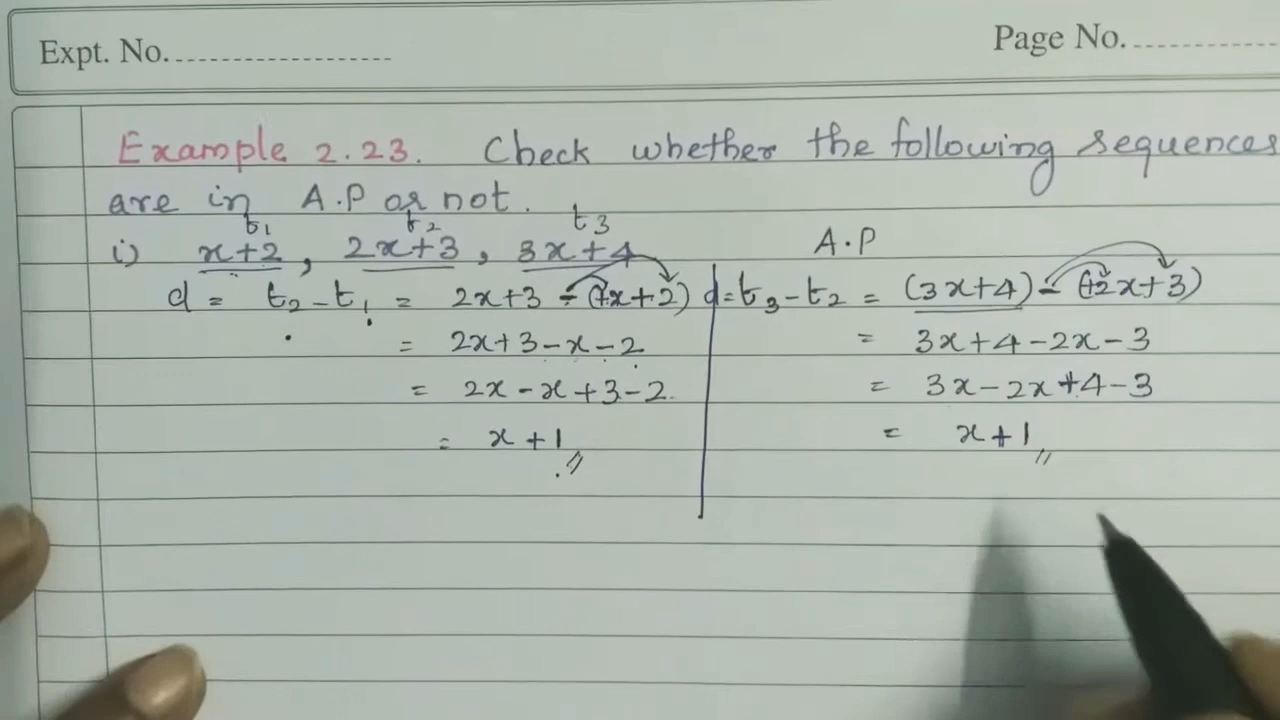 Expt. No. Page No.
Example 2.23. Check whether the following sequences
are in A.P or not.
t₁ t₂ t₃
i) x+2, 2x+3, 3x+4 A.P
d = t₂-t₁ = 2x+3-(+x+2) d=t₃-t₂ = (3x+4)-(+2x+3)
= 2x+3-x-2 = 3x+4-2x-3
= 2x-x+3-2 = 3x-2x+4-3
= x+1 = x+1